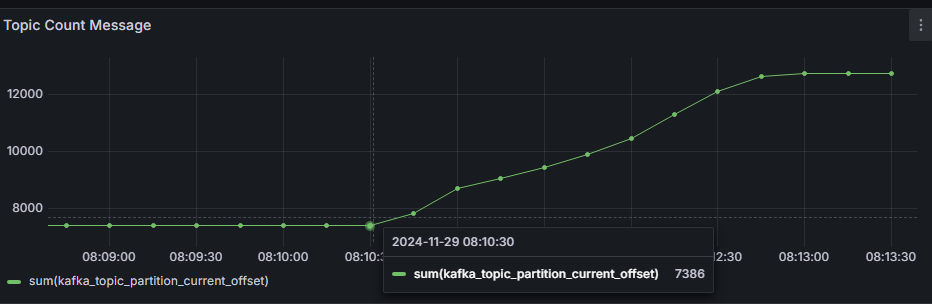 Topic Count Message
12000
10000
8000
2024-11-29 08:10:30
sum(kafka_topic_partition_current_offset) 7386
08:09:00 08:09:30 08:10:00 08:10:3 2:30 08:13:00 08:13:30
sum(kafka_topic_partition_current_offset)